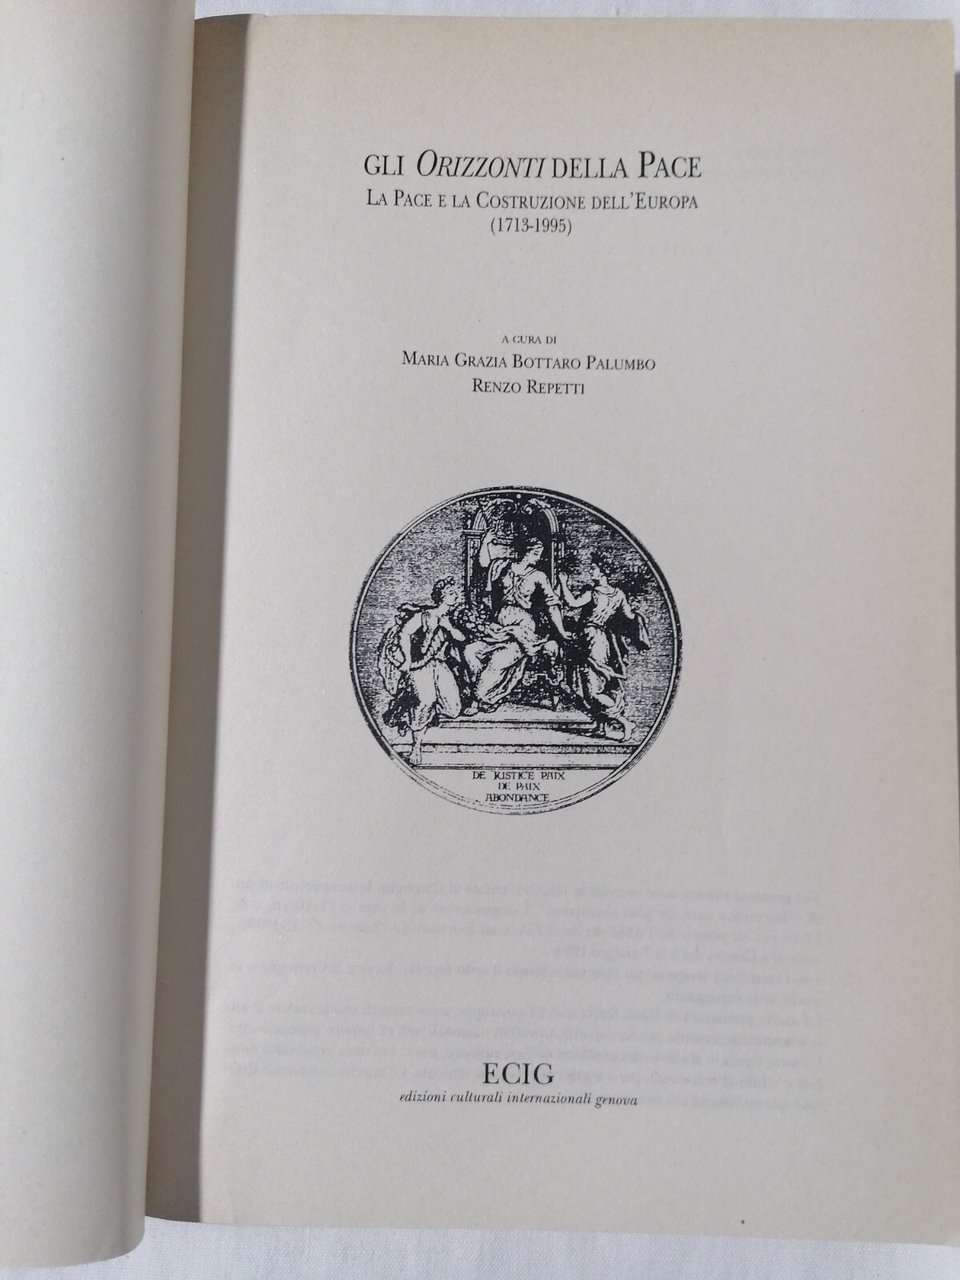 GLI ORIZZONTI DELLA PACE
LA PACE E LA COSTRUZIONE DELL'EUROPA
(1713-1995)
A CURA DI
MARIA GRAZIA BOTTARO PALUMBO
RENZO REPETTI
DE JUSTICE PAIX
DE PAIX
ABONDANCE
ECIG
edizioni culturali internazionali genova